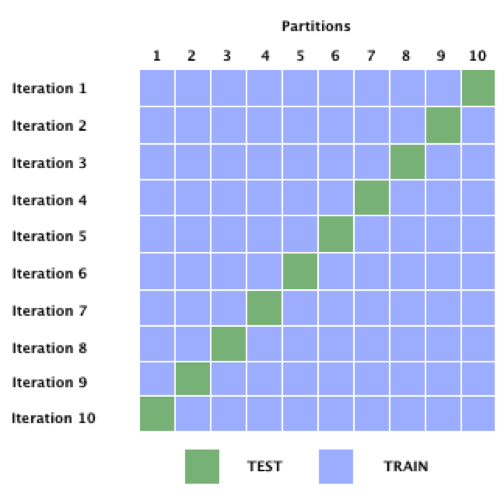 Partitions
1 2 3 4 5 6 7 8 9 10
Iteration 1
Iteration 2
Iteration 3
Iteration 4
Iteration 5
Iteration 6
Iteration 7
Iteration 8
Iteration 9
Iteration 10
TEST TRAIN